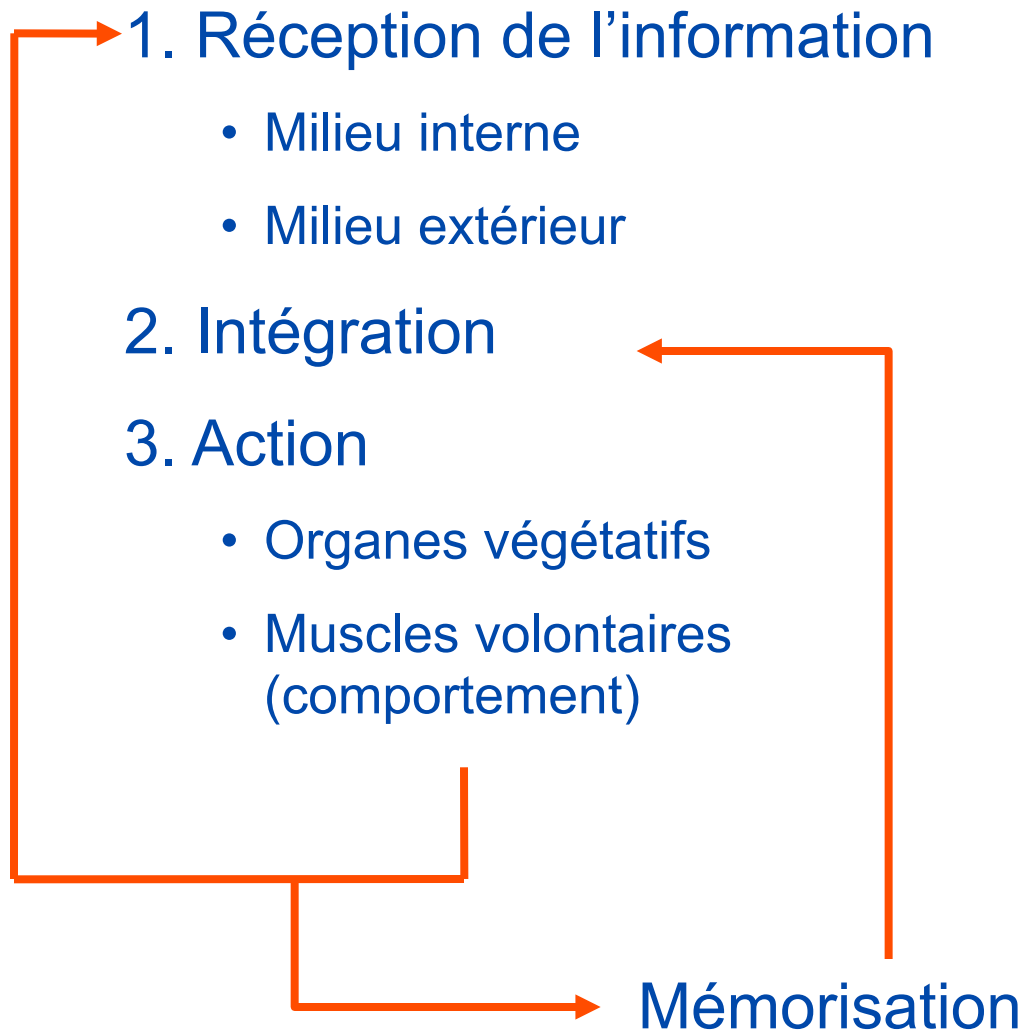 1. Réception de l’information
• Milieu interne
• Milieu extérieur
2. Intégration
3. Action
• Organes végétatifs
• Muscles volontaires
(comportement)
Mémorisation